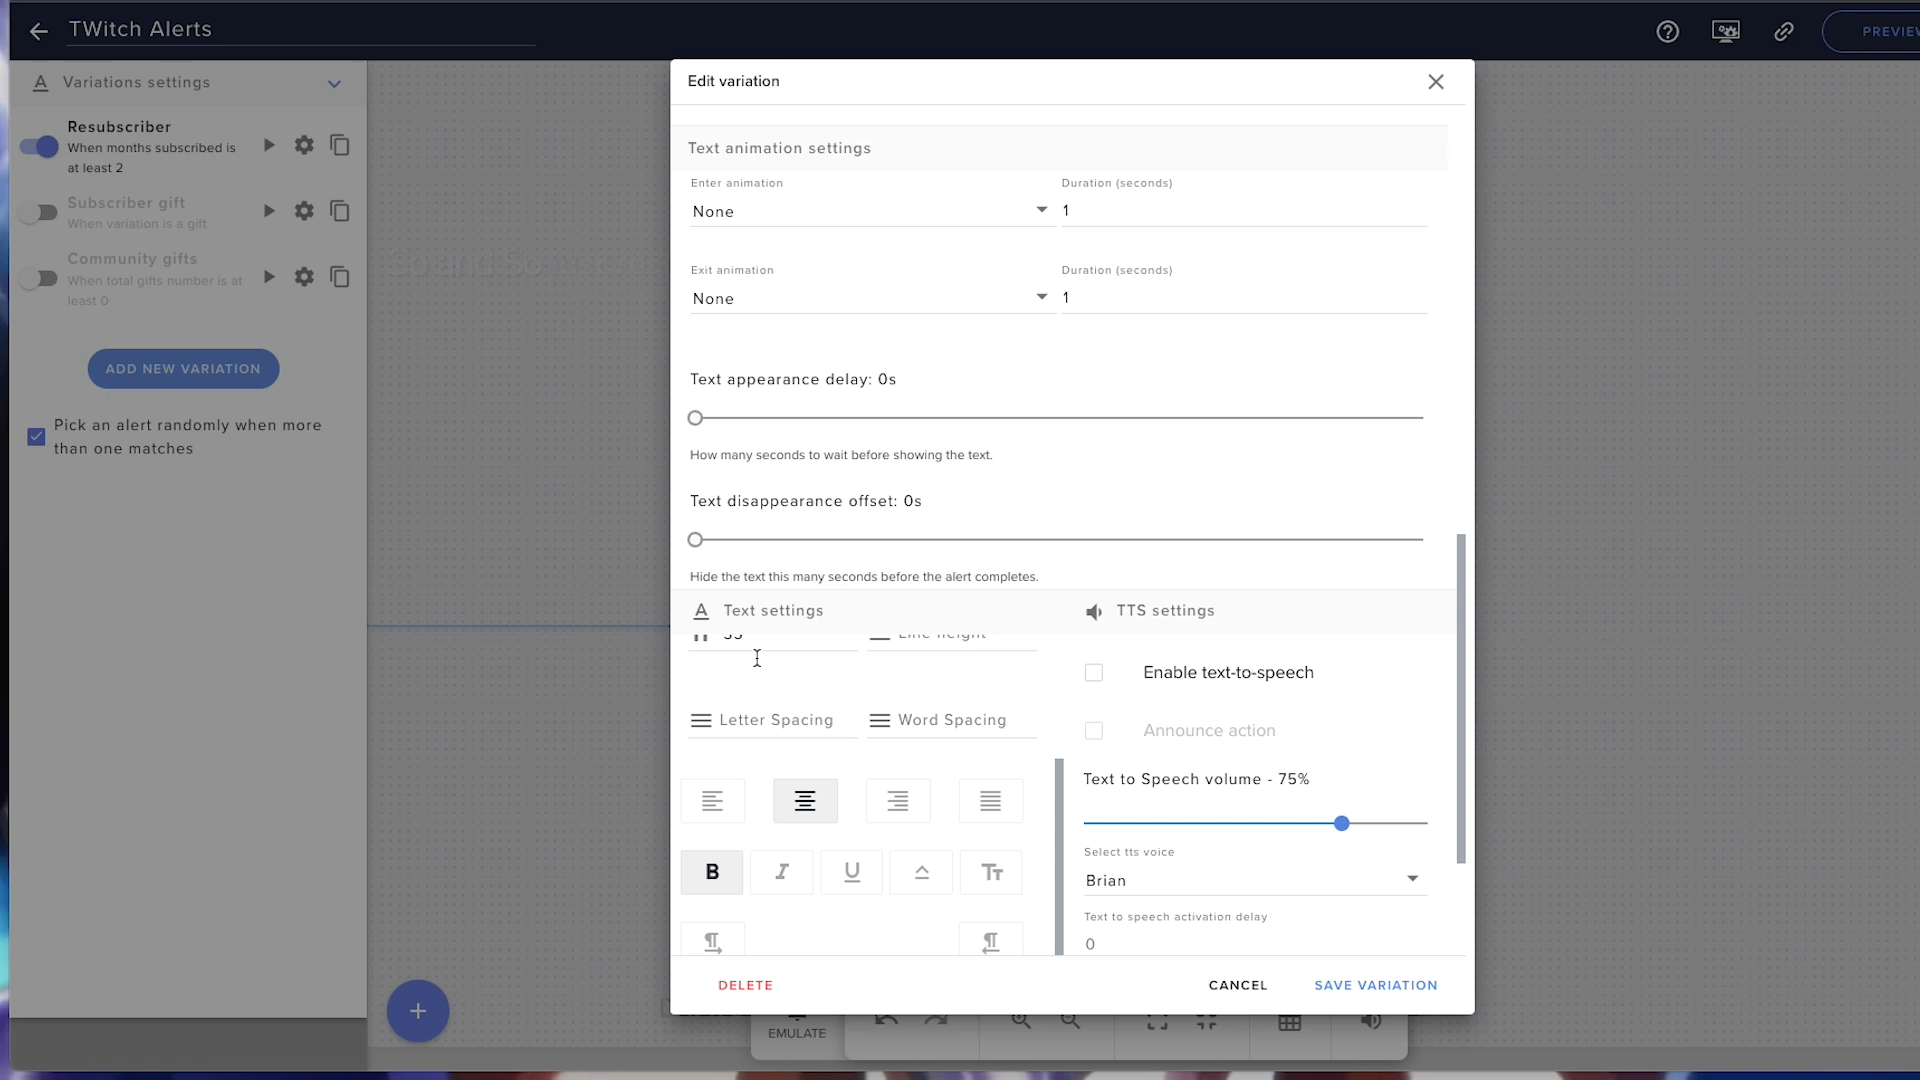 TWitch Alerts
PREVIEW
Variations settings
Resubscriber
When months subscribed is
at least 2
Subscriber gift
When variation is a gift
Community gifts
When total gifts number is at
least 0
ADD NEW VARIATION
Pick an alert randomly when more
than one matches
Edit variation
Text animation settings
Enter animation
Duration (seconds)
None
1
Exit animation
Duration (seconds)
None
1
Text appearance delay: 0s
How many seconds to wait before showing the text.
Text disappearance offset: 0s
Hide the text this many seconds before the alert completes.
Text settings
TTS settings
Line height
Enable text-to-speech
Letter Spacing
Word Spacing
Announce action
Text to Speech volume - 75%
Select tts voice
Brian
Text to speech activation delay
0
DELETE
CANCEL
SAVE VARIATION
EMULATE